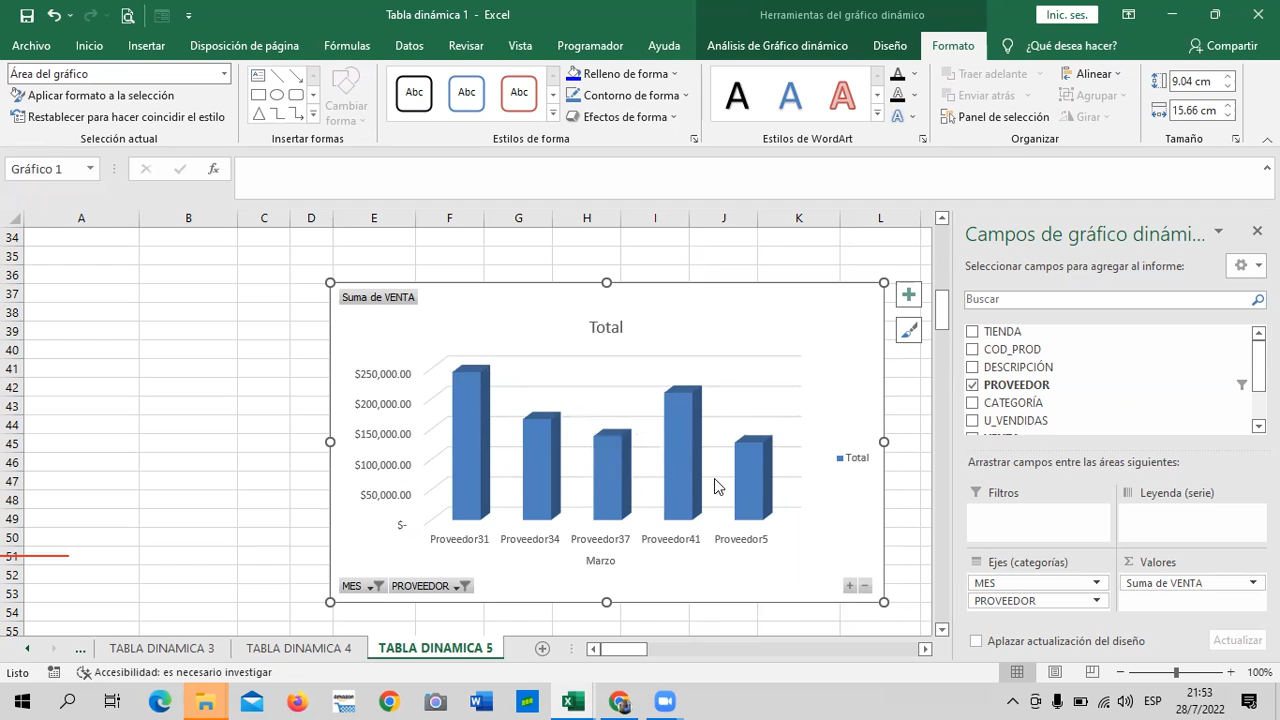 Tabla dinámica 1 - Excel
Herramientas del gráfico dinámico
Inic. ses.
Archivo Inicio Insertar Disposición de página Fórmulas Datos Revisar Vista Programador Ayuda Análisis de Gráfico dinámico Diseño Formato ¿Qué desea hacer? Compartir
Área del gráfico
Aplicar formato a la selección
Restablecer para hacer coincidir el estilo
Selección actual
Cambiar
forma
Insertar formas
Abc Abc Abc
Relleno de forma
Contorno de forma
Efectos de forma
Estilos de forma
A A A
Estilos de WordArt
Traer adelante
Enviar atrás
Panel de selección
Alinear
Agrupar
Girar
Organizar
9.04 cm
15.66 cm
Tamaño
Gráfico 1
fx
A B C D E F G H I J K L
34
35
36
37
38
39
40
41
42
43
44
45
46
47
48
49
50
51
52
53
54
55
Suma de VENTA
Total
$250,000.00
$200,000.00
$150,000.00
$100,000.00
$50,000.00
$-
Proveedor31 Proveedor34 Proveedor37 Proveedor41 Proveedor5
Marzo
Total
MES PROVEEDOR
Campos de gráfico dinámi...
Seleccionar campos para agregar al informe:
Buscar
TIENDA
COD_PROD
DESCRIPCIÓN
PROVEEDOR
CATEGORÍA
U_VENDIDAS
Arrastrar campos entre las áreas siguientes:
Filtros
Leyenda (serie)
Ejes (categorías)
MES
PROVEEDOR
Valores
Suma de VENTA
Aplazar actualización del diseño
Actualizar
... TABLA DINAMICA 3 TABLA DINAMICA 4 TABLA DINAMICA 5
Listo
Accesibilidad: es necesario investigar
100%
ESP
21:53
28/7/2022